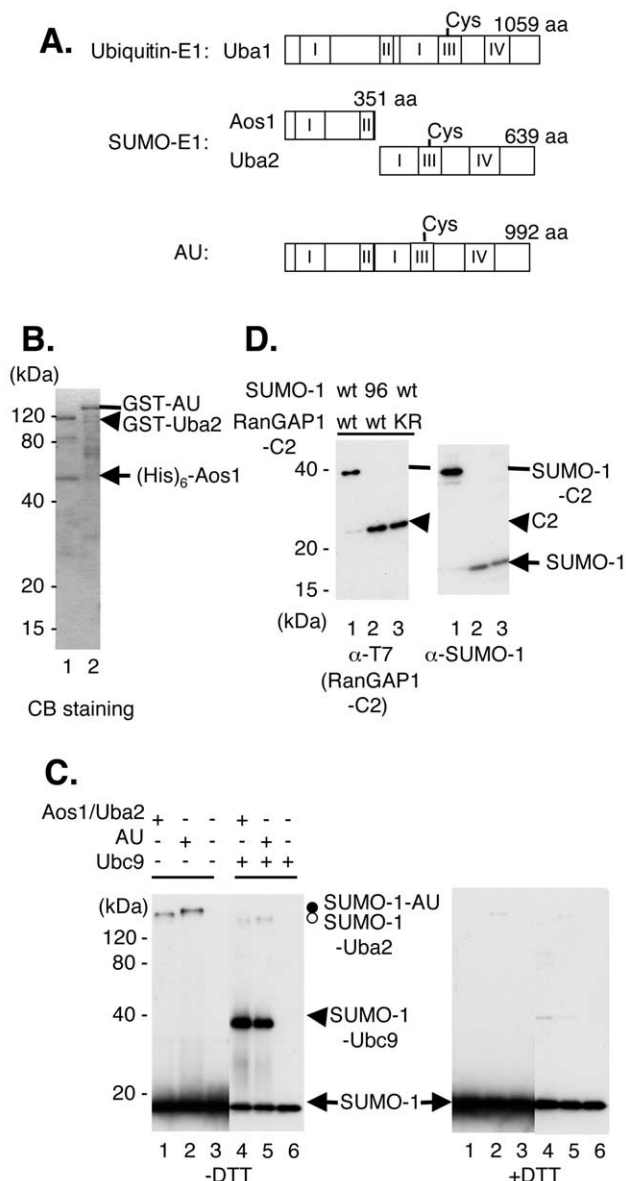 A.
Cys 1059 aa
Ubiquitin-E1: Uba1 I II I III IV
351 aa
Aos1 I II
SUMO-E1: Cys 639 aa
Uba2 I III IV
Cys 992 aa
AU: I II I III IV
B.
(kDa)
120 -
80 -
40 -
20 -
15 -
GST-AU
GST-Uba2
(His)6-Aos1
1 2
CB staining
D.
SUMO-1 wt 96 wt
RanGAP1 wt wt KR
-C2
40 -
20 -
15 -
(kDa)
SUMO-1
-C2
C2
SUMO-1
1 2 3 1 2 3
α-T7 α-SUMO-1
(RanGAP1
-C2)
C.
Aos1/Uba2 + - - + - -
AU - + - - + -
Ubc9 - - - + + +
(kDa)
120 -
80 -
40 -
20 -
SUMO-1-AU
SUMO-1
-Uba2
SUMO-1
-Ubc9
SUMO-1
1 2 3 4 5 6 1 2 3 4 5 6
-DTT +DTT